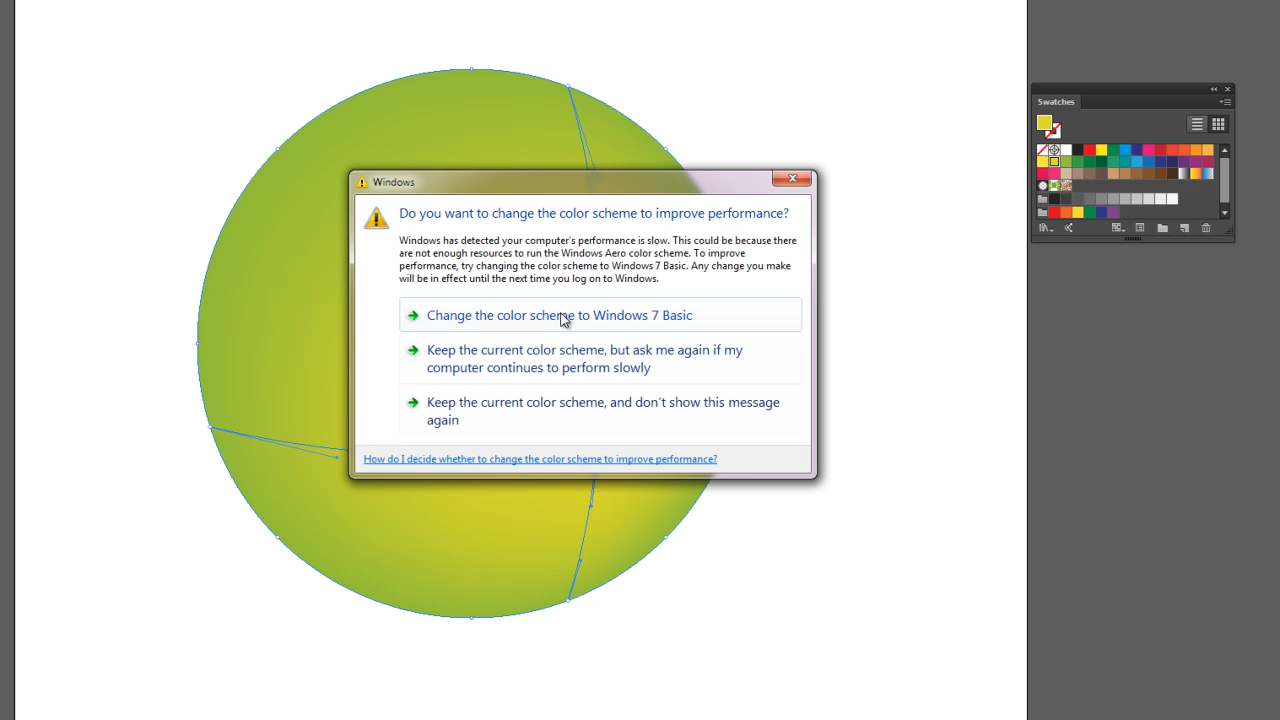 Swatches
Windows
Do you want to change the color scheme to improve performance?
Windows has detected your computer's performance is slow. This could be because there
are not enough resources to run the Windows Aero color scheme. To improve
performance, try changing the color scheme to Windows 7 Basic. Any change you make
will be in effect until the next time you log on to Windows.
Change the color scheme to Windows 7 Basic
Keep the current color scheme, but ask me again if my
computer continues to perform slowly
Keep the current color scheme, and don't show this message
again
How do I decide whether to change the color scheme to improve performance?